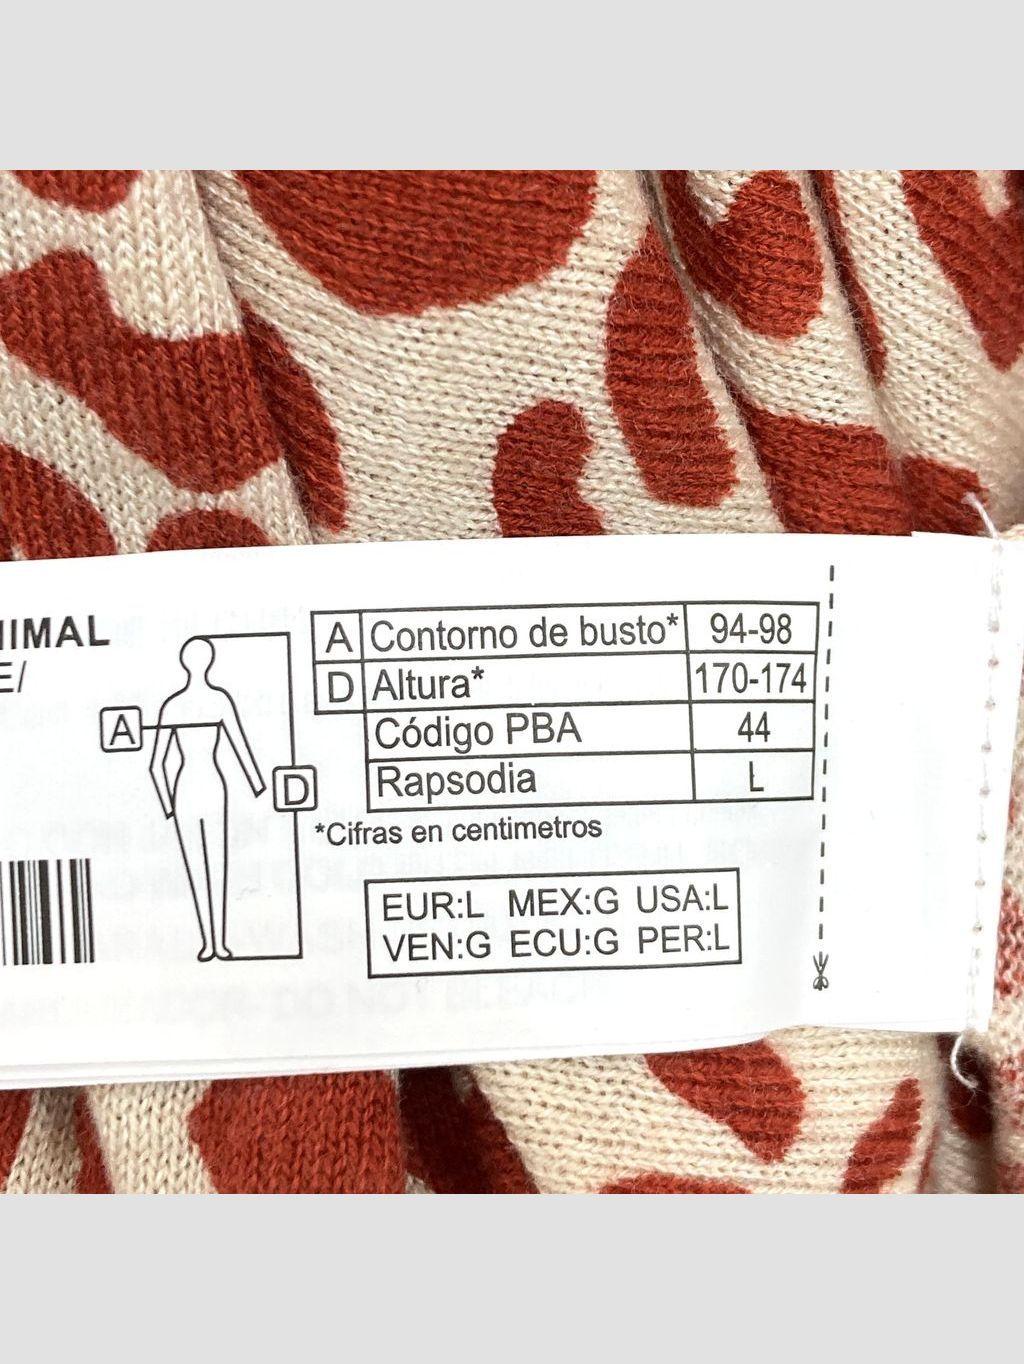 A Contorno de busto* 94-98
D Altura* 170-174
Código PBA 44
Rapsodia L
*Cifras en centimetros
A
D
EUR:L MEX:G USA:L
VEN:G ECU:G PER:L